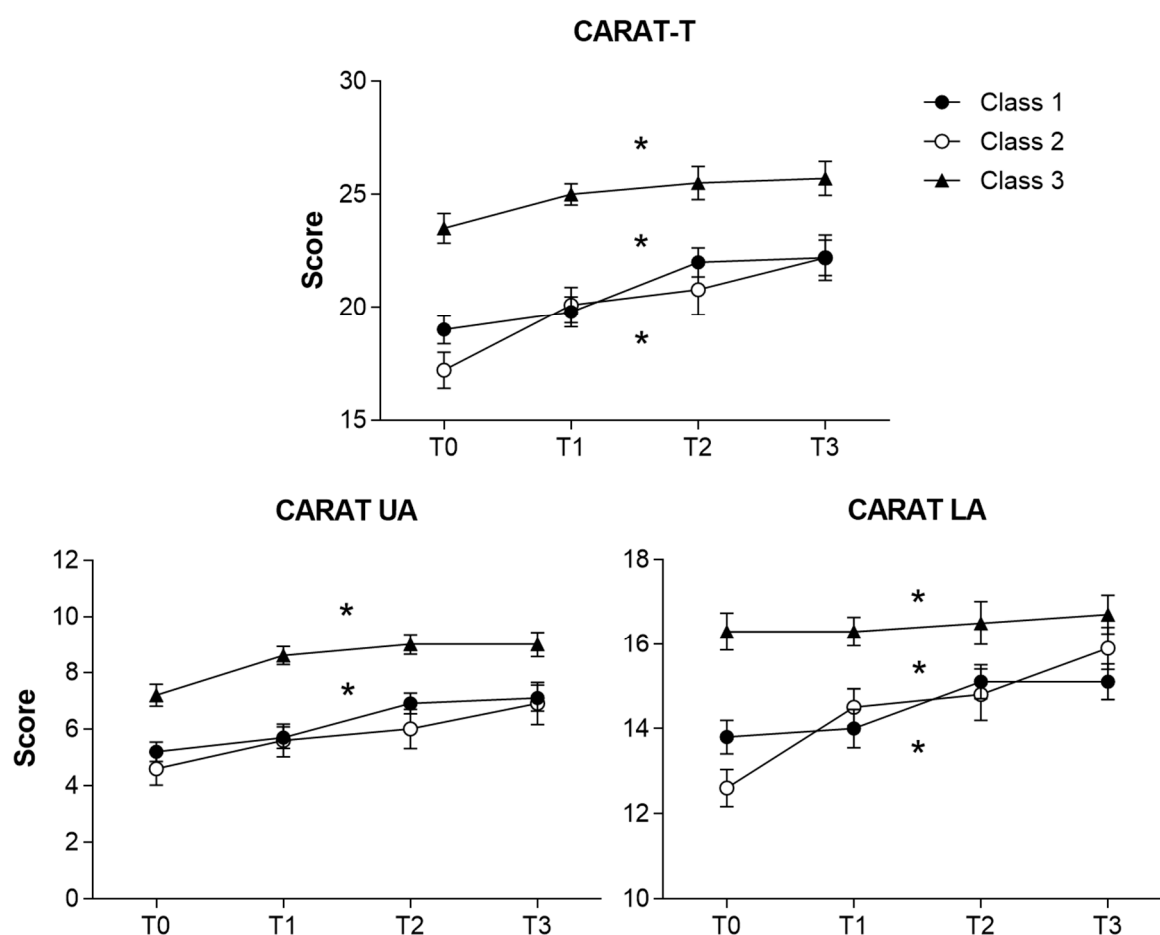 CARAT-T
30
25
20
15
Score
T0 T1 T2 T3
*
*
*
Class 1
Class 2
Class 3
CARAT UA
12
10
8
6
4
2
0
Score
T0 T1 T2 T3
*
*
CARAT LA
18
16
14
12
10
T0 T1 T2 T3
*
*
*